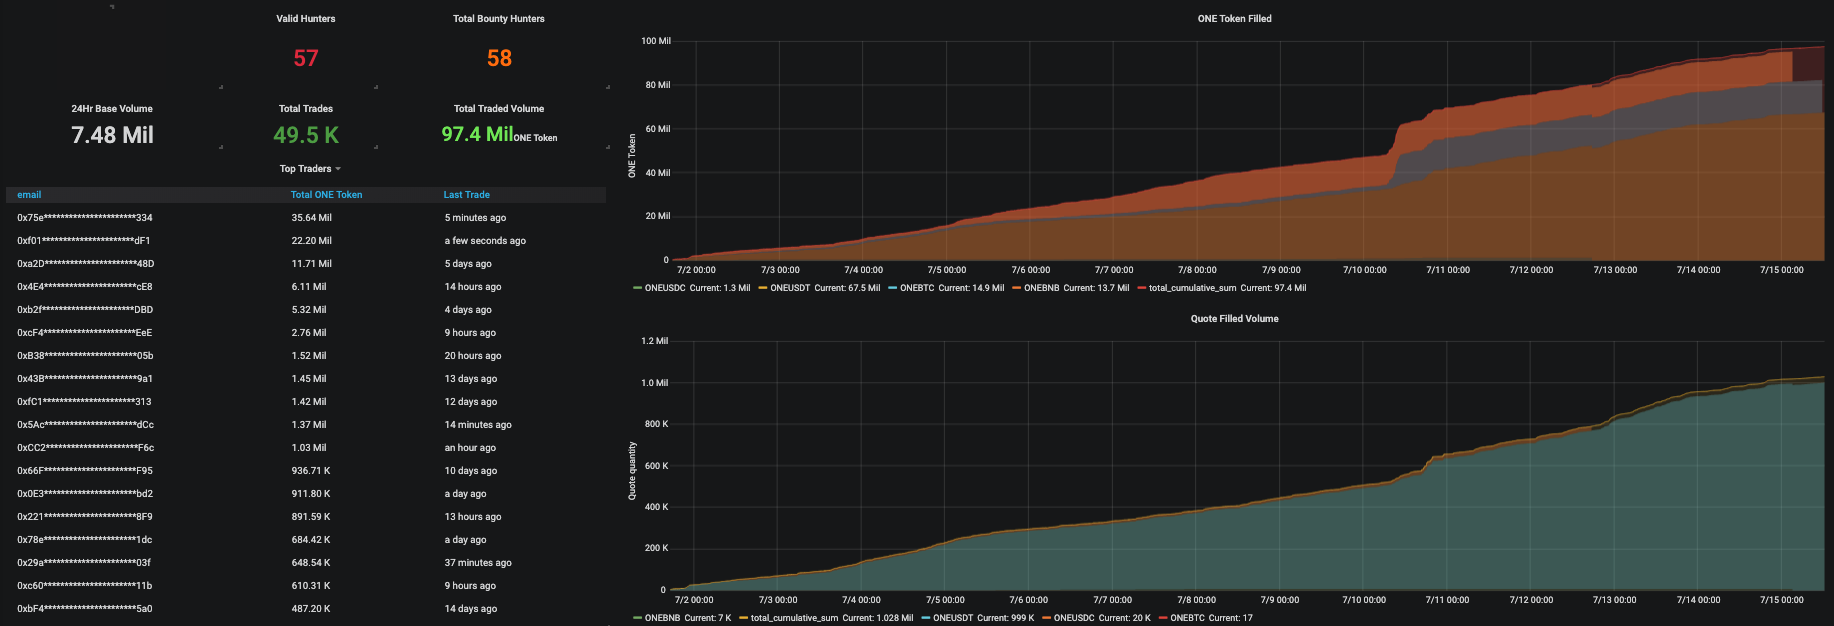 Valid Hunters
57
Total Bounty Hunters
58
24Hr Base Volume
7.48 Mil
Total Trades
49.5 K
Total Traded Volume
97.4 Mil ONE Token
Top Traders
email Total ONE Token Last Trade
0x75e**********************334 35.64 Mil 5 minutes ago
0xf01**********************dF1 22.20 Mil a few seconds ago
0xa2D**********************48D 11.71 Mil 5 days ago
0x4E4**********************cE8 6.11 Mil 14 hours ago
0xb2f**********************DBD 5.32 Mil 4 days ago
0xcF4**********************EeE 2.76 Mil 9 hours ago
0xB38**********************05b 1.52 Mil 20 hours ago
0x43B**********************9a1 1.45 Mil 13 days ago
0xfC1**********************313 1.42 Mil 12 days ago
0x5Ac**********************dCc 1.37 Mil 14 minutes ago
0xCC2**********************F6c 1.03 Mil an hour ago
0x66F**********************F95 936.71 K 10 days ago
0x0E3**********************bd2 911.80 K a day ago
0x221**********************8F9 891.59 K 13 hours ago
0x78e**********************1dc 684.42 K a day ago
0x29a**********************03f 648.54 K 37 minutes ago
0xc60**********************11b 610.31 K 9 hours ago
0xbF4**********************5a0 487.20 K 14 days ago
ONE Token Filled
ONE Token
100 Mil
80 Mil
60 Mil
40 Mil
20 Mil
0
7/2 00:00 7/3 00:00 7/4 00:00 7/5 00:00 7/6 00:00 7/7 00:00 7/8 00:00 7/9 00:00 7/10 00:00 7/11 00:00 7/12 00:00 7/13 00:00 7/14 00:00 7/15 00:00
ONEUSDC Current: 1.3 Mil ONEUSDT Current: 67.5 Mil ONEBTC Current: 14.9 Mil ONEBNB Current: 13.7 Mil total_cumulative_sum Current: 97.4 Mil
Quote Filled Volume
Quote quantity
1.2 Mil
1.0 Mil
800 K
600 K
400 K
200 K
0
7/2 00:00 7/3 00:00 7/4 00:00 7/5 00:00 7/6 00:00 7/7 00:00 7/8 00:00 7/9 00:00 7/10 00:00 7/11 00:00 7/12 00:00 7/13 00:00 7/14 00:00 7/15 00:00
ONEBNB Current: 7 K total_cumulative_sum Current: 1.028 Mil ONEUSDT Current: 999 K ONEUSDC Current: 20 K ONEBTC Current: 17